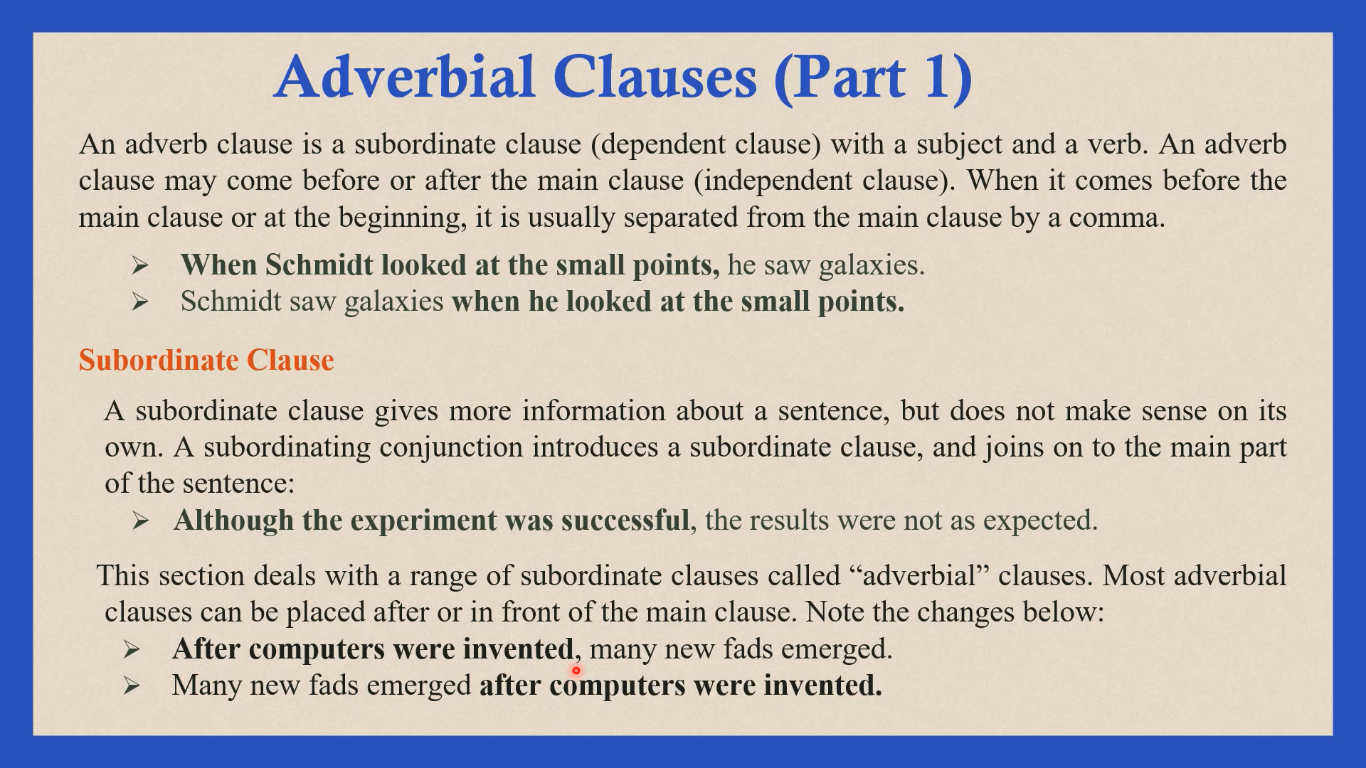 Adverbial Clauses (Part 1)
An adverb clause is a subordinate clause (dependent clause) with a subject and a verb. An adverb
clause may come before or after the main clause (independent clause). When it comes before the
main clause or at the beginning, it is usually separated from the main clause by a comma.
➢ When Schmidt looked at the small points, he saw galaxies.
➢ Schmidt saw galaxies when he looked at the small points.
Subordinate Clause
A subordinate clause gives more information about a sentence, but does not make sense on its
own. A subordinating conjunction introduces a subordinate clause, and joins on to the main part
of the sentence:
➢ Although the experiment was successful, the results were not as expected.
This section deals with a range of subordinate clauses called “adverbial” clauses. Most adverbial
clauses can be placed after or in front of the main clause. Note the changes below:
➢ After computers were invented, many new fads emerged.
➢ Many new fads emerged after computers were invented.